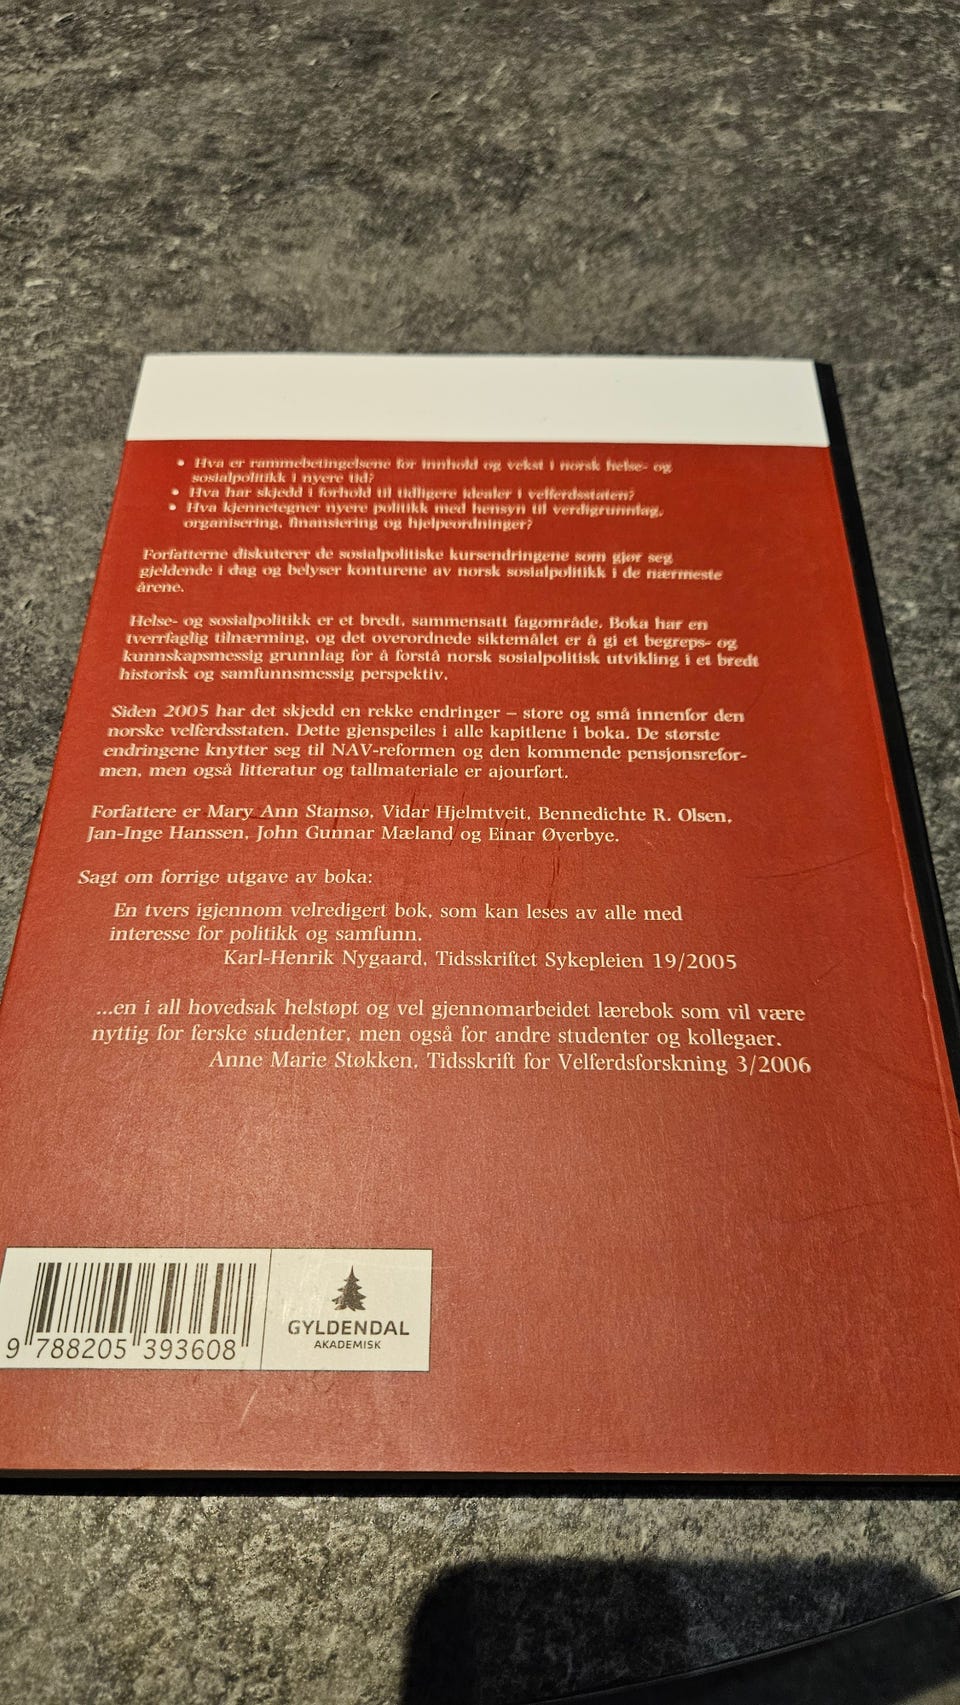 • Hva er rammebetingelsene for innhold og vekst i norsk helse- og
sosialpolitikk i nyere tid?
• Hva har skjedd i forhold til tidligere idealer i velferdsstaten?
• Hva kjennetegner nyere politikk med hensyn til verdigrunnlag,
organisering, finansiering og hjelpeordninger?
Forfatterne diskuterer de sosialpolitiske kursendringene som gjør seg
gjeldende i dag og belyser konturene av norsk sosialpolitikk i de nærmeste
årene.
Helse- og sosialpolitikk er et bredt, sammensatt fagområde. Boka har en
tverrfaglig tilnærming, og det overordnede siktemålet er å gi et begreps- og
kunnskapsmessig grunnlag for å forstå norsk sosialpolitisk utvikling i et bredt
historisk og samfunnsmessig perspektiv.
Siden 2005 har det skjedd en rekke endringer – store og små innenfor den
norske velferdsstaten. Dette gjenspeiles i alle kapitlene i boka. De største
endringene knytter seg til NAV-reformen og den kommende pensjonsrefor-
men, men også litteratur og tallmateriale er ajourført.
Forfattere er Mary Ann Stamsø, Vidar Hjelmtveit, Bennedichte R. Olsen,
Jan-Inge Hanssen, John Gunnar Mæland og Einar Øverbye.
Sagt om forrige utgave av boka:
En tvers igjennom velredigert bok, som kan leses av alle med
interesse for politikk og samfunn.
Karl-Henrik Nygaard, Tidsskriftet Sykepleien 19/2005
...en i all hovedsak helstøpt og vel gjennomarbeidet lærebok som vil være
nyttig for ferske studenter, men også for andre studenter og kollegaer.
Anne Marie Støkken, Tidsskrift for Velferdsforskning 3/2006
9 788205 393608
GYLDENDAL
AKADEMISK